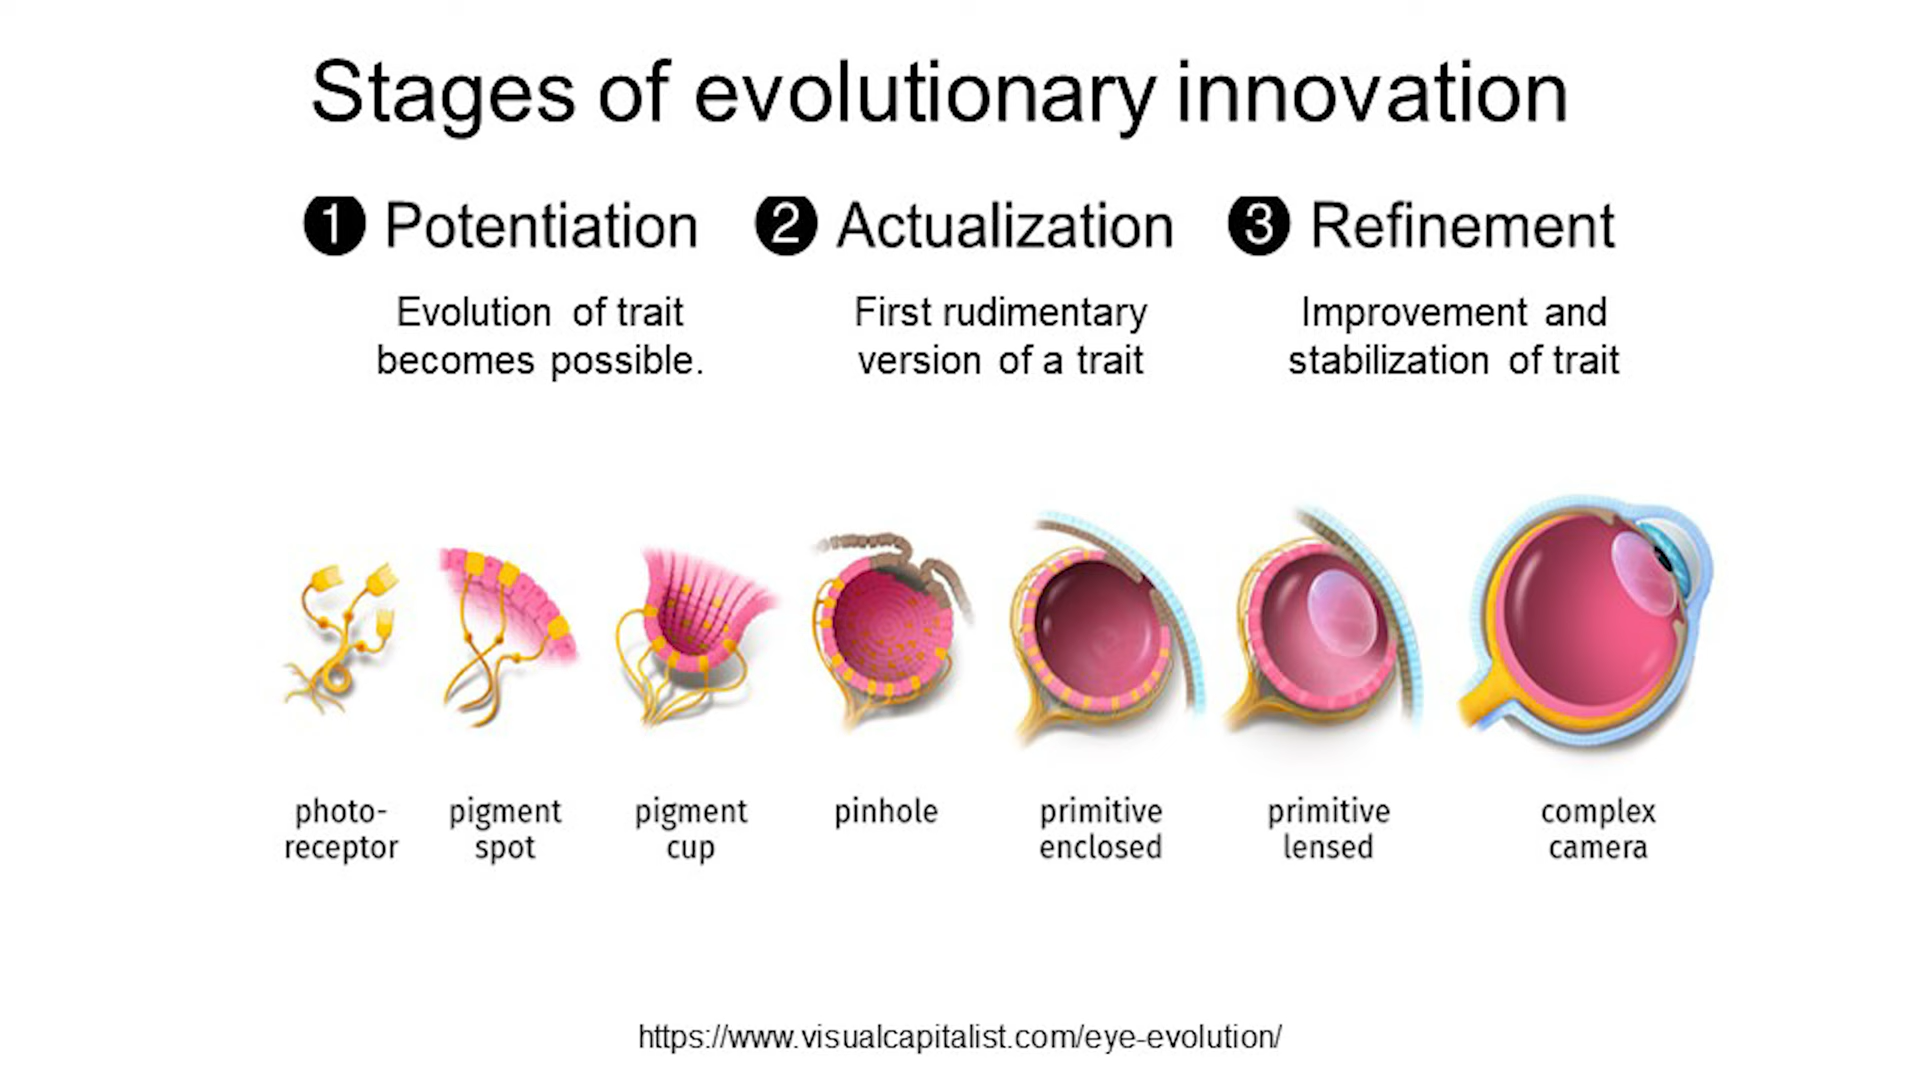 Stages of evolutionary innovation
1 Potentiation
Evolution of trait
becomes possible.
2 Actualization
First rudimentary
version of a trait
3 Refinement
Improvement and
stabilization of trait
photo-
receptor
pigment
spot
pigment
cup
pinhole
primitive
enclosed
primitive
lensed
complex
camera
https://www.visualcapitalist.com/eye-evolution/